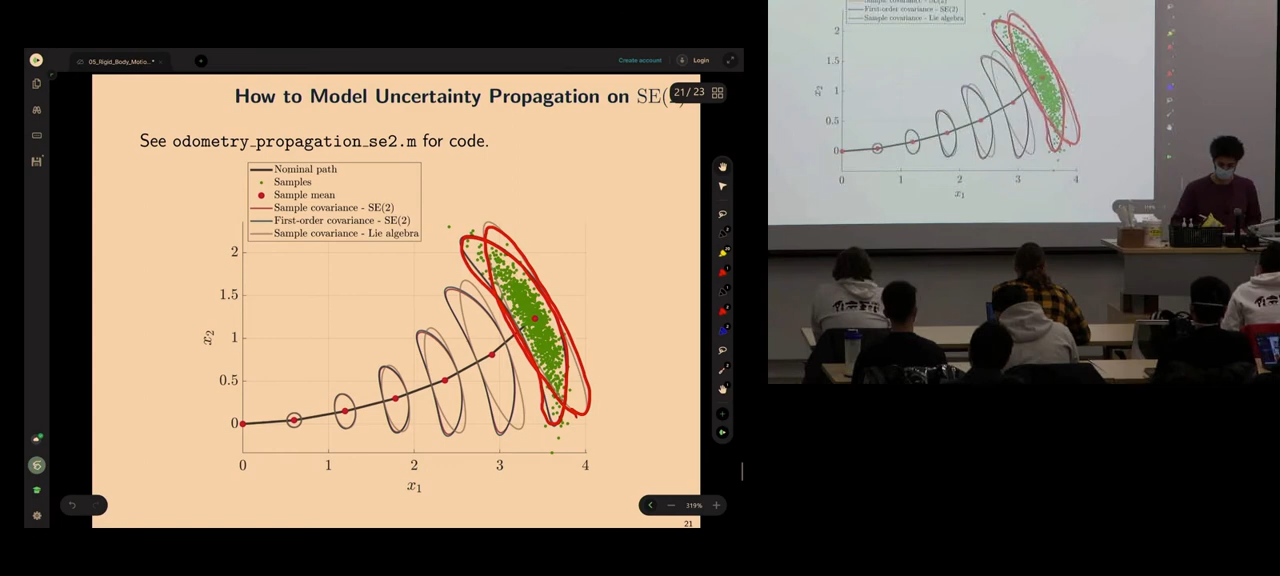 05_Rigid_Body_Motio...*
Create account
Login
How to Model Uncertainty Propagation on SE(
21 / 23
See odometry_propagation_se2.m for code.
Nominal path
Samples
Sample mean
Sample covariance - SE(2)
First-order covariance - SE(2)
Sample covariance - Lie algebra
2
1.5
1
0.5
0
x2
0
1
2
3
4
x1
319%
21
Sample covariance - SE(2)
First-order covariance - SE(2)
Sample covariance - Lie algebra
2
1.5
1
0.5
0
x2
0
1
2
3
4
x1